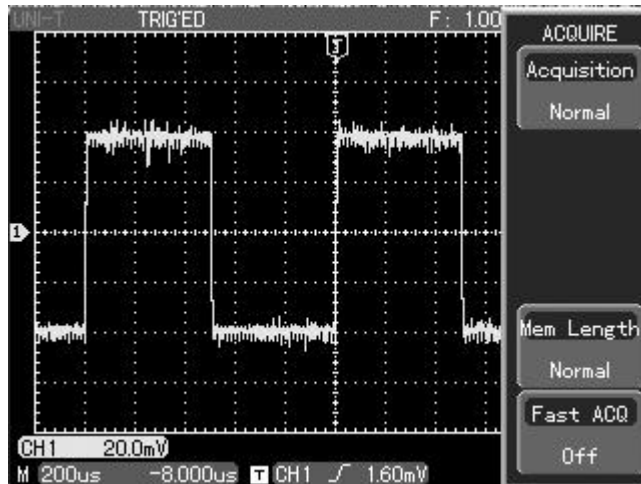 UNI-T TRIG'ED F: 1.00
ACQUIRE
Acquisition
Normal
T
1
Mem Length
Normal
Fast ACQ
Off
CH1 20.0mV
M 200us -8.000us T CH1 1.60mV